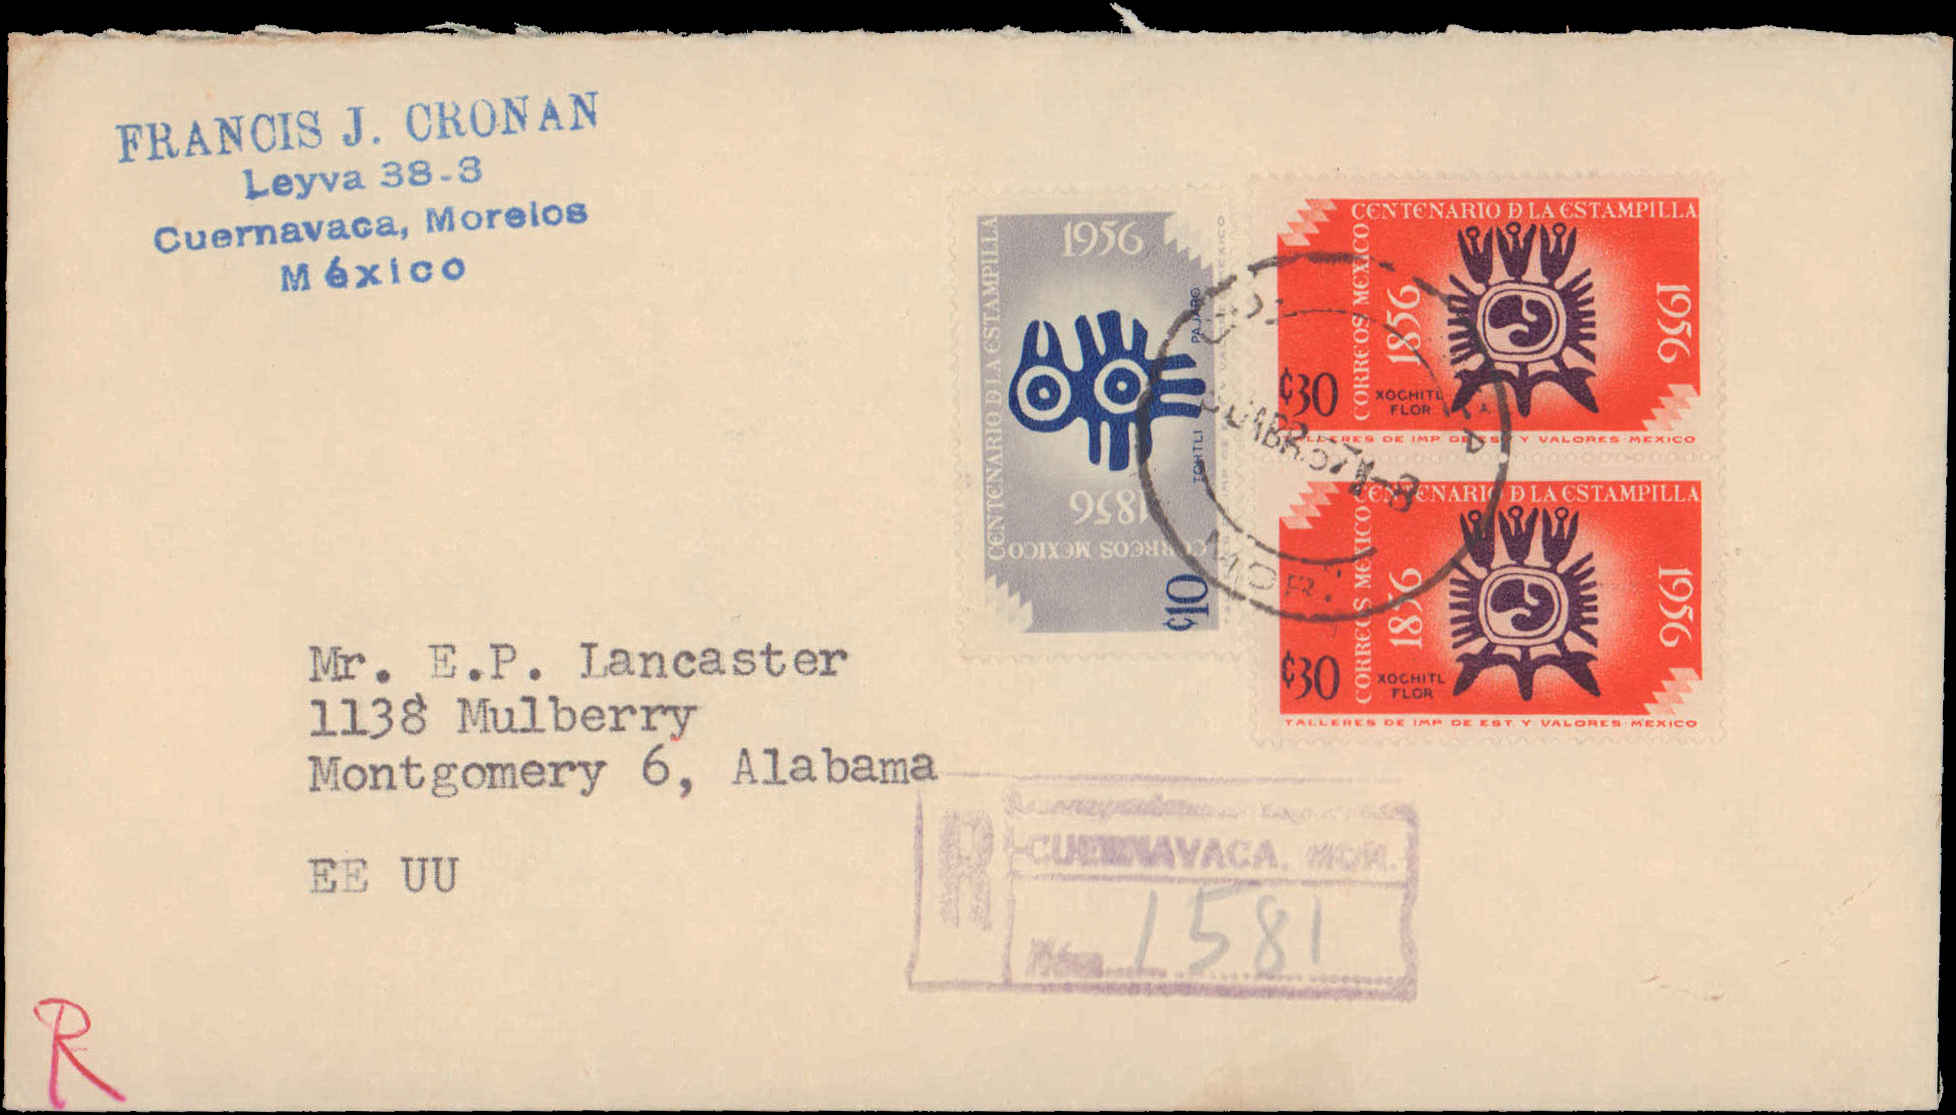 FRANCIS J. CRONAN
Leyva 38-3
Cuernavaca, Morelos
México
1956
CENTENARIO D LA ESTAMPILLA
PAJARO
TOHTLI
1856
CORREOS MEXICO
¢10
CENTENARIO D LA ESTAMPILLA
CORREOS MEXICO
1856
1956
¢30
XOCHITL
FLOR
TALLERES DE IMP DE EST Y VALORES·MEXICO
CENTENARIO D LA ESTAMPILLA
CORREOS MEXICO
1856
1956
¢30
XOCHITL
FLOR
TALLERES DE IMP DE EST Y VALORES·MEXICO
MOR.
Mr. E.P. Lancaster
1138 Mulberry
Montgomery 6, Alabama
EE UU
R
CUERNAVACA. MOR.
Núm. 1581
R